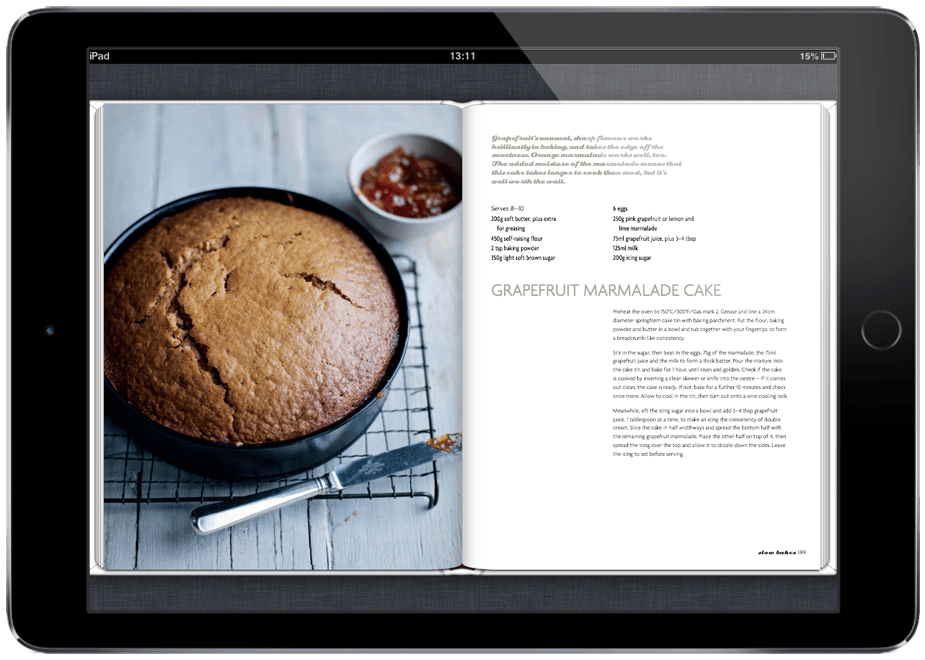 iPad
13:11
15%
Grapefruit's unusual, sharp flavour works
brilliantly in baking, and takes the edge off the
sweetness. Orange marmalade works well, too.
The added moisture of the marmalade means that
this cake takes longer to cook than most, but it's
well worth the wait.
Serves 8–10
200g soft butter, plus extra
for greasing
450g self-raising flour
2 tsp baking powder
350g light soft brown sugar
6 eggs
250g pink grapefruit or lemon and
lime marmalade
75ml grapefruit juice, plus 3–4 tbsp
125ml milk
200g icing sugar
GRAPEFRUIT MARMALADE CAKE
Preheat the oven to 150°C/300°F/Gas mark 2. Grease and line a 24cm
diameter springform cake tin with baking parchment. Put the flour, baking
powder and butter in a bowl and rub together with your fingertips to form
a breadcrumb-like consistency.
Stir in the sugar, then beat in the eggs, 75g of the marmalade, the 75ml
grapefruit juice and the milk to form a thick batter. Pour the mixture into
the cake tin and bake for 1 hour, until risen and golden. Check if the cake
is cooked by inserting a clean skewer or knife into the centre – if it comes
out clean, the cake is ready. If not, bake for a further 10 minutes and check
once more. Allow to cool in the tin, then turn out onto a wire cooling rack.
Meanwhile, sift the icing sugar into a bowl and add 3–4 tbsp grapefruit
juice, 1 tablespoon at a time, to make an icing the consistency of double
cream. Slice the cake in half widthways and spread the bottom half with
the remaining grapefruit marmalade. Place the other half on top of it, then
spread the icing over the top and allow it to drizzle down the sides. Leave
the icing to set before serving.
slow bakes 189